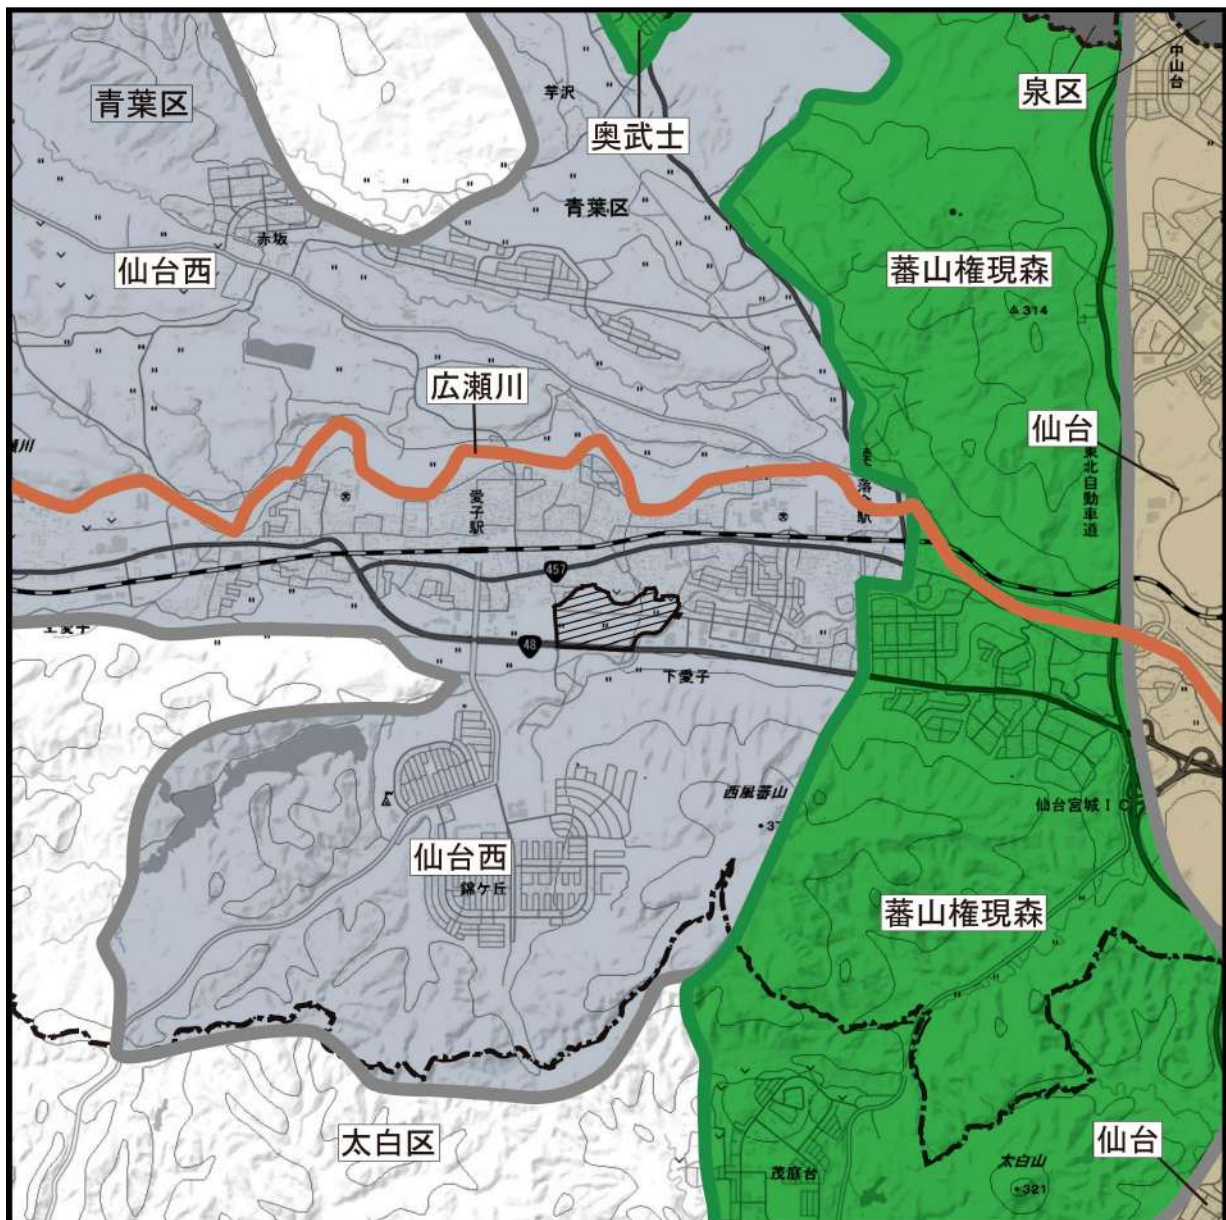 中山台
青葉区
芋沢
泉区
奥武士
青葉区
赤坂
仙台西
蕃山権現森
314
広瀬川
仙台
東北自動車道
愛子駅
457
48
上愛子
下愛子
西風蕃山
仙台宮城IC
仙台西
錦ケ丘
蕃山権現森
太白区
茂庭台
太白山
321
仙台